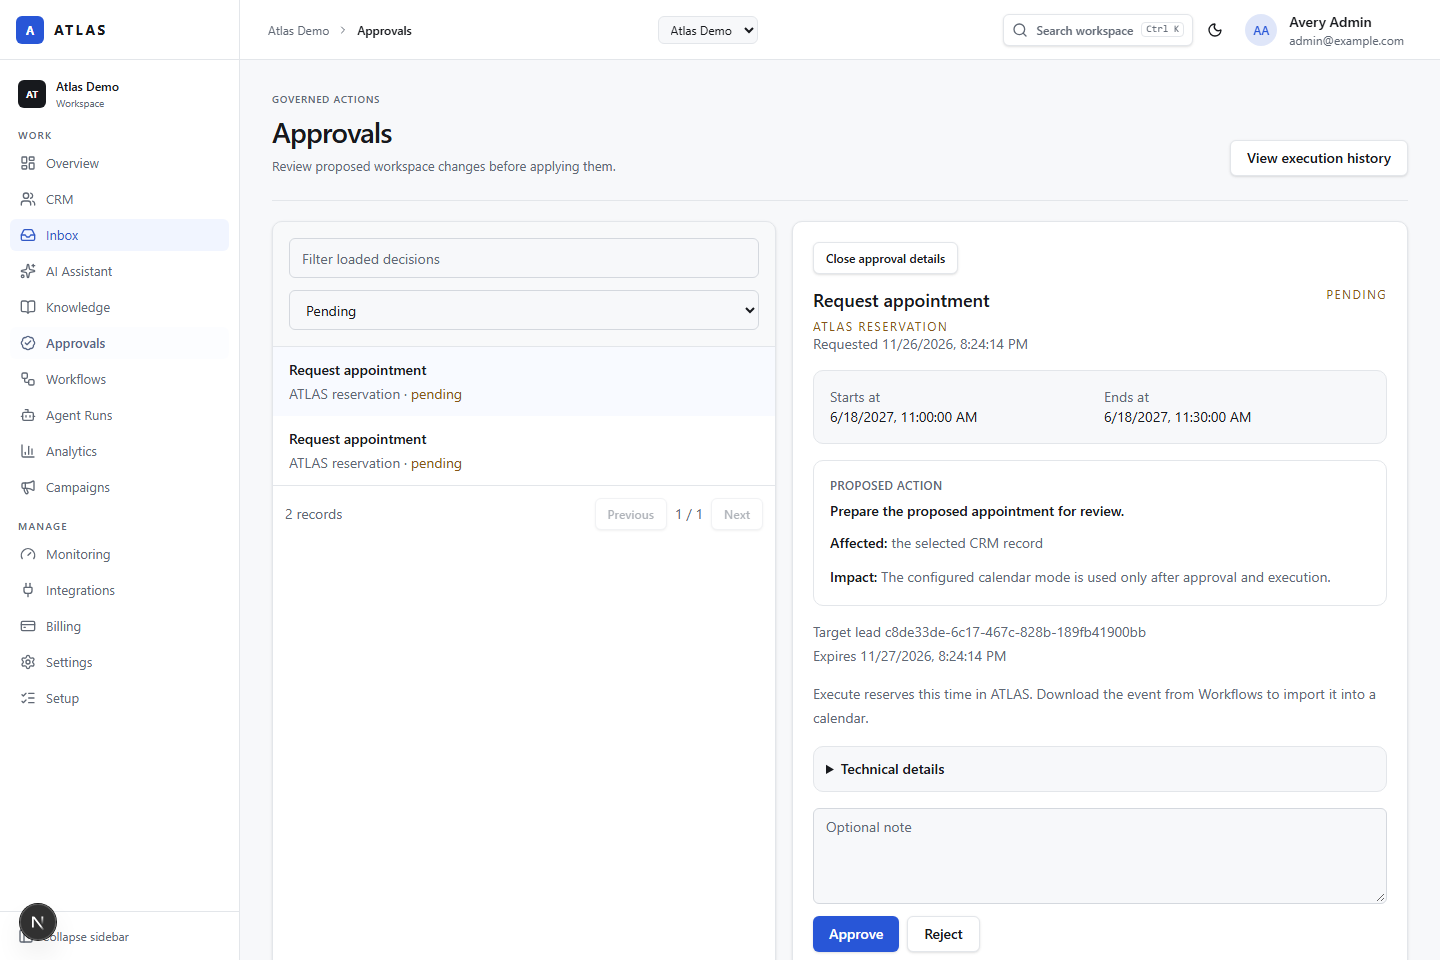 A ATLAS
Atlas Demo > Approvals
Atlas Demo
Search workspace Ctrl K
AA
Avery Admin
admin@example.com
AT
Atlas Demo
Workspace
WORK
Overview
CRM
Inbox
AI Assistant
Knowledge
Approvals
Workflows
Agent Runs
Analytics
Campaigns
MANAGE
Monitoring
Integrations
Billing
Settings
Setup
N
ollapse sidebar
GOVERNED ACTIONS
Approvals
Review proposed workspace changes before applying them.
View execution history
Filter loaded decisions
Pending
Request appointment
ATLAS reservation · pending
Request appointment
ATLAS reservation · pending
2 records
Previous 1 / 1 Next
Close approval details
Request appointment
PENDING
ATLAS RESERVATION
Requested 11/26/2026, 8:24:14 PM
Starts at
6/18/2027, 11:00:00 AM
Ends at
6/18/2027, 11:30:00 AM
PROPOSED ACTION
Prepare the proposed appointment for review.
Affected: the selected CRM record
Impact: The configured calendar mode is used only after approval and execution.
Target lead c8de33de-6c17-467c-828b-189fb41900bb
Expires 11/27/2026, 8:24:14 PM
Execute reserves this time in ATLAS. Download the event from Workflows to import it into a
calendar.
Technical details
Optional note
Approve
Reject